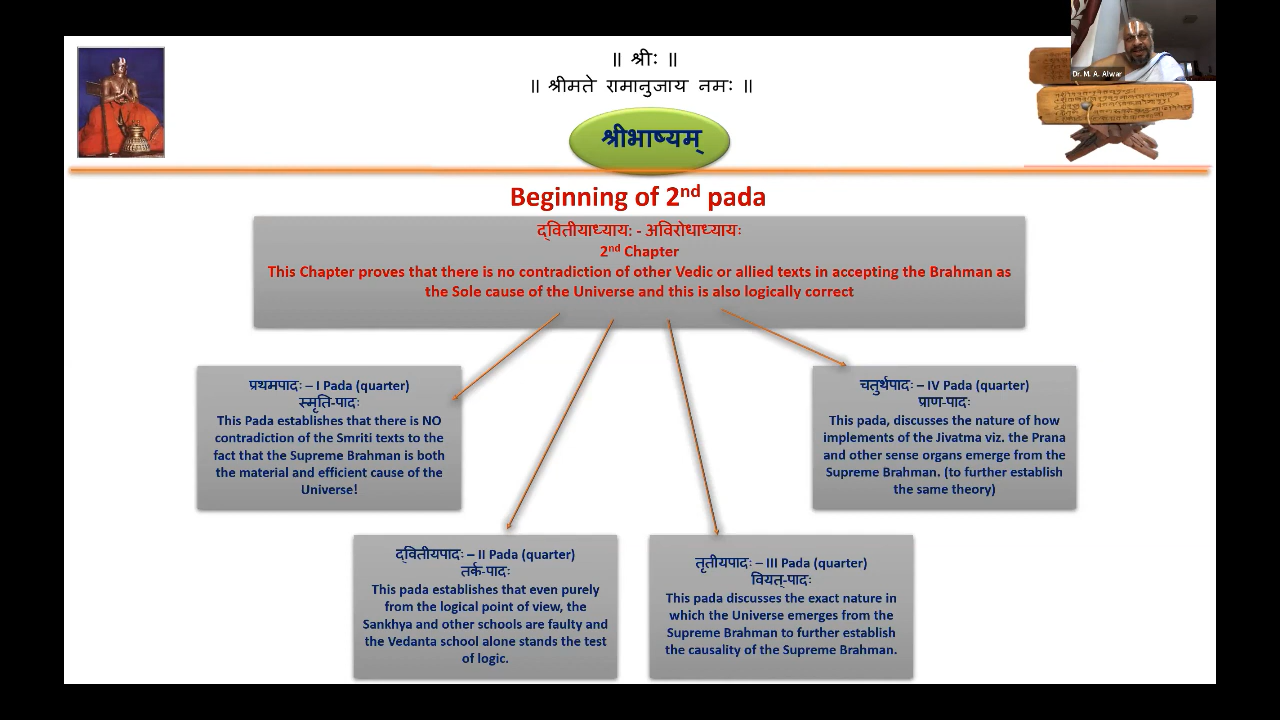 ॥ श्रीः ॥
॥ श्रीमते रामानुजाय नमः ॥
Dr. M. A. Alwar
श्रीभाष्यम्
Beginning of 2nd pada
द्वितीयाध्यायः - अविरोधाध्यायः
2nd Chapter
This Chapter proves that there is no contradiction of other Vedic or allied texts in accepting the Brahman as
the Sole cause of the Universe and this is also logically correct
प्रथमपादः – I Pada (quarter)
स्मृति-पादः
This Pada establishes that there is NO
contradiction of the Smriti texts to the
fact that the Supreme Brahman is both
the material and efficient cause of the
Universe!
द्वितीयपादः – II Pada (quarter)
तर्क-पादः
This pada establishes that even purely
from the logical point of view, the
Sankhya and other schools are faulty and
the Vedanta school alone stands the test
of logic.
तृतीयपादः – III Pada (quarter)
वियत्-पादः
This pada discusses the exact nature in
which the Universe emerges from the
Supreme Brahman to further establish
the causality of the Supreme Brahman.
चतुर्थपादः – IV Pada (quarter)
प्राण-पादः
This pada, discusses the nature of how
implements of the Jivatma viz. the Prana
and other sense organs emerge from the
Supreme Brahman. (to further establish
the same theory)